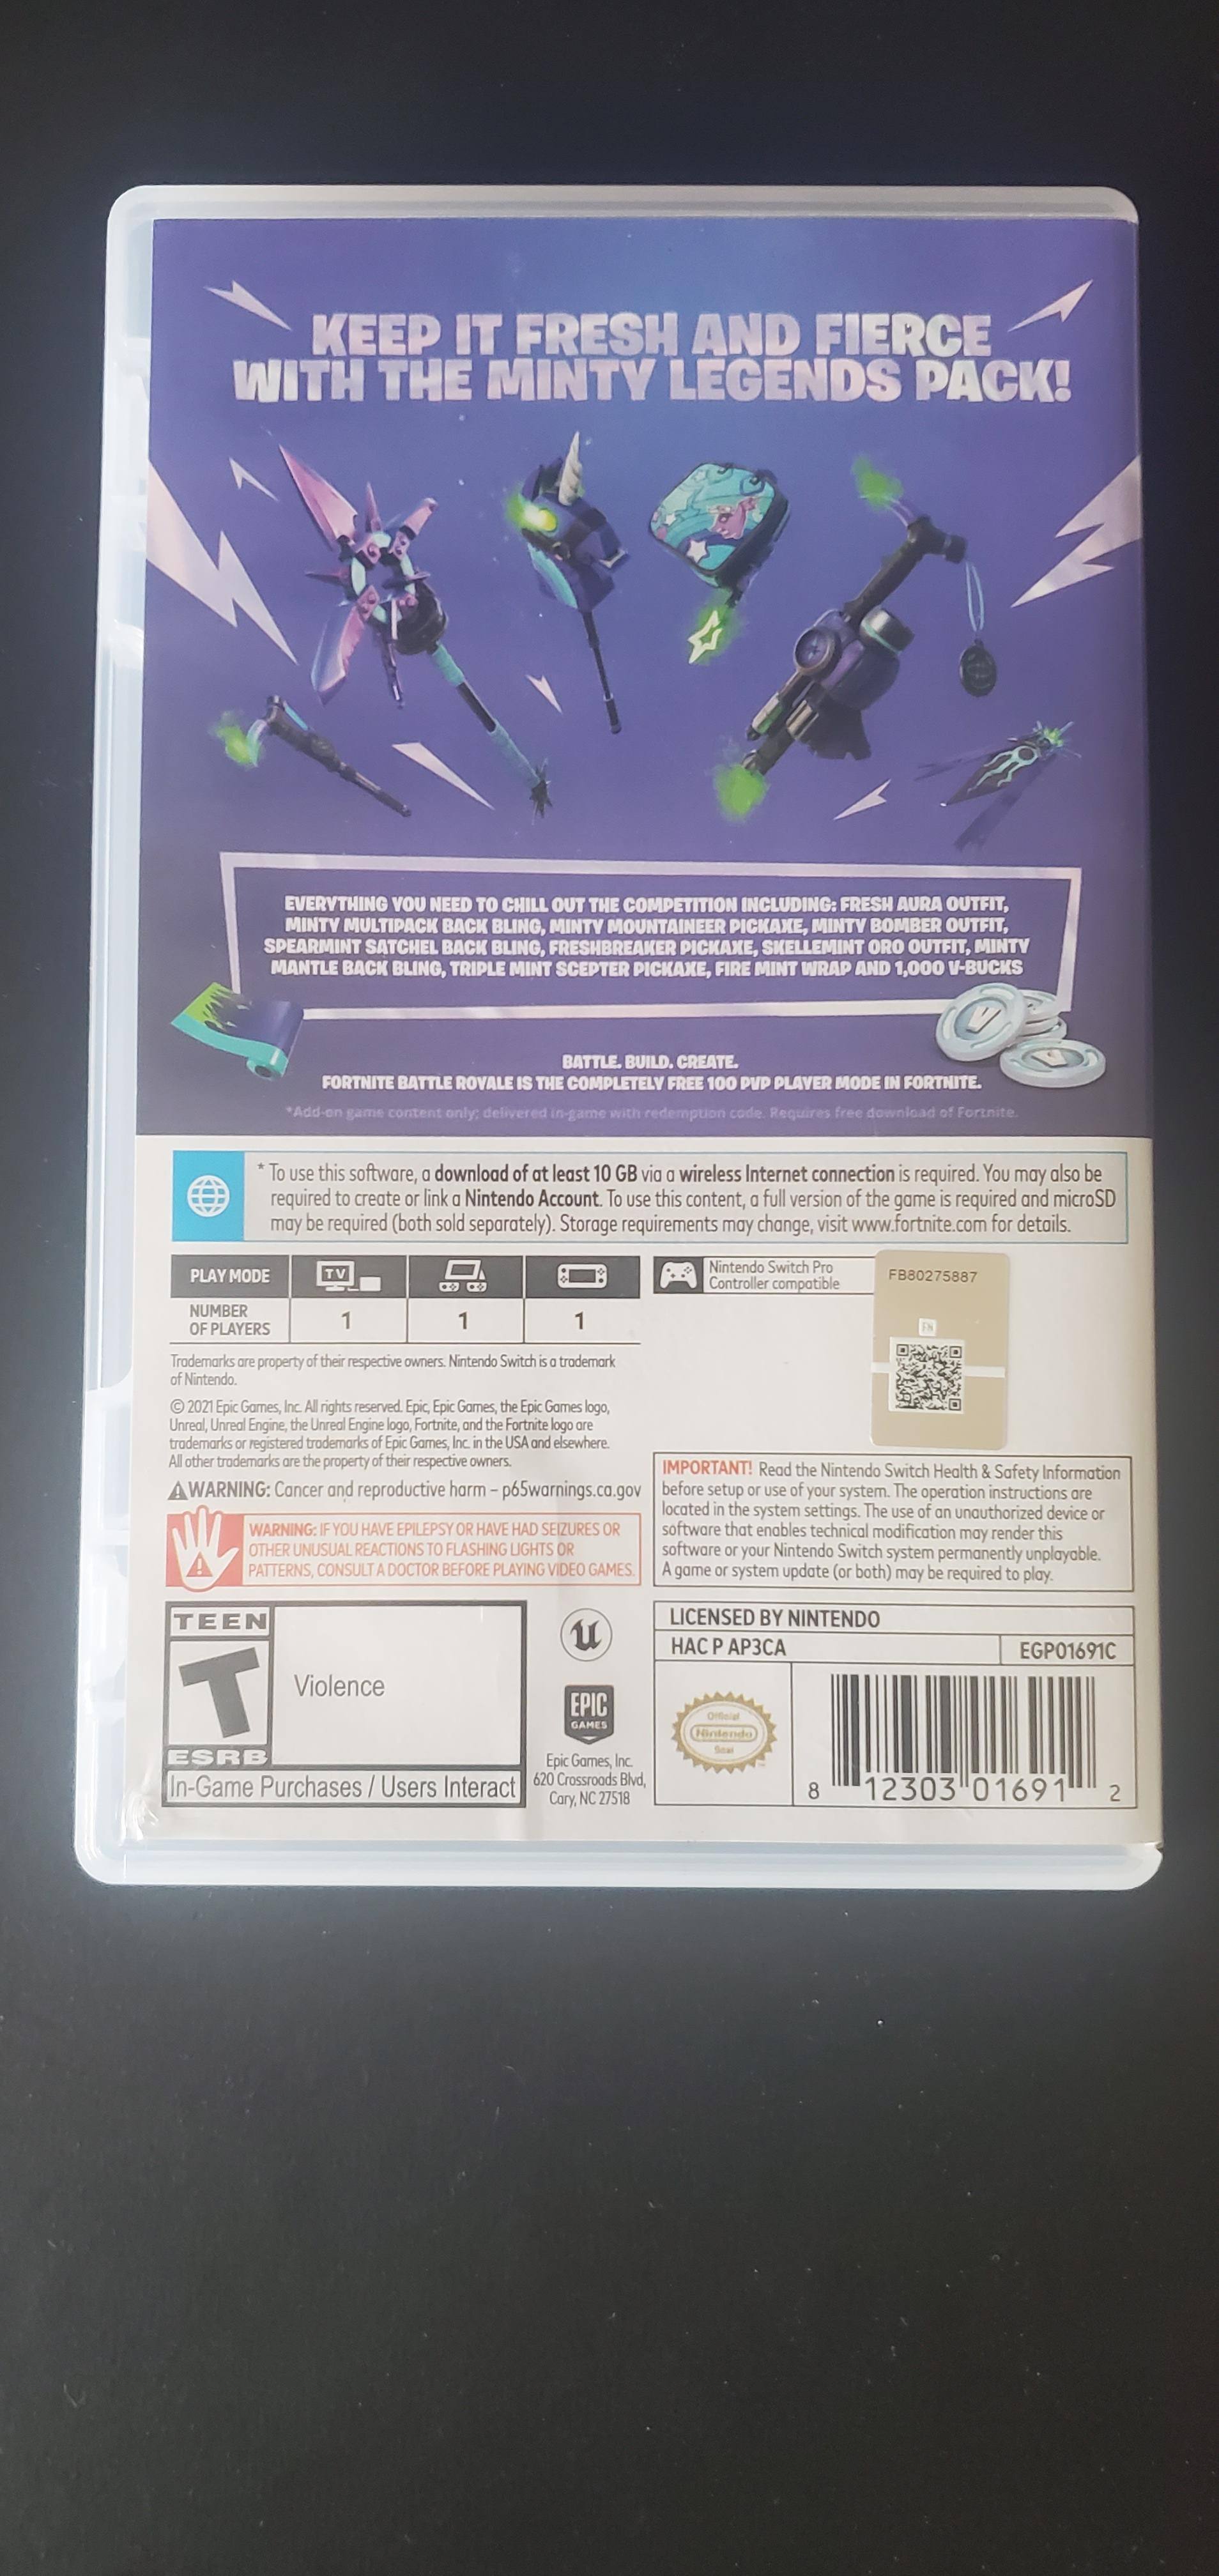 KEEP IT FRESH AND FIERCE
WITH THE MINTY LEGENDS PACK!
EVERYTHING YOU NEED TO CHILL OUT THE COMPETITION INCLUDING: FRESH AURA OUTFIT,
MINTY MULTIPACK BACK BLING, MINTY MOUNTAINEER PICKAXE, MINTY BOMBER OUTFIT,
SPEARMINT SATCHEL BACK BLING, FRESHBREAKER PICKAXE, SKELLEMINT ORO OUTFIT, MINTY
MANTLE BACK BLING, TRIPLE MINT SCEPTER PICKAXE, FIRE MINT WRAP AND 1,000 V-BUCKS
V
V
BATTLE. BUILD. CREATE.
FORTNITE BATTLE ROYALE IS THE COMPLETELY FREE 100 PVP PLAYER MODE IN FORTNITE.
*Add-on game content only; delivered in-game with redemption code. Requires free download of Fortnite.
* To use this software, a download of at least 10 GB via a wireless Internet connection is required. You may also be
required to create or link a Nintendo Account. To use this content, a full version of the game is required and microSD
may be required (both sold separately). Storage requirements may change, visit www.fortnite.com for details.
PLAY MODE TV
NUMBER
OF PLAYERS 1 1 1
Nintendo Switch Pro
Controller compatible
FB80275887
EN
Trademarks are property of their respective owners. Nintendo Switch is a trademark
of Nintendo.
© 2021 Epic Games, Inc. All rights reserved. Epic, Epic Games, the Epic Games logo,
Unreal, Unreal Engine, the Unreal Engine logo, Fortnite, and the Fortnite logo are
trademarks or registered trademarks of Epic Games, Inc. in the USA and elsewhere.
All other trademarks are the property of their respective owners.
WARNING: Cancer and reproductive harm – p65warnings.ca.gov
WARNING: IF YOU HAVE EPILEPSY OR HAVE HAD SEIZURES OR
OTHER UNUSUAL REACTIONS TO FLASHING LIGHTS OR
PATTERNS, CONSULT A DOCTOR BEFORE PLAYING VIDEO GAMES.
IMPORTANT! Read the Nintendo Switch Health & Safety Information
before setup or use of your system. The operation instructions are
located in the system settings. The use of an unauthorized device or
software that enables technical modification may render this
software or your Nintendo Switch system permanently unplayable.
A game or system update (or both) may be required to play.
TEEN
T
ESRB
Violence
In-Game Purchases / Users Interact
U
EPIC
GAMES
Epic Games, Inc.
620 Crossroads Blvd,
Cary, NC 27518
LICENSED BY NINTENDO
HAC P AP3CA EGP01691C
Official
Nintendo
Seal
8 12303 01691 2